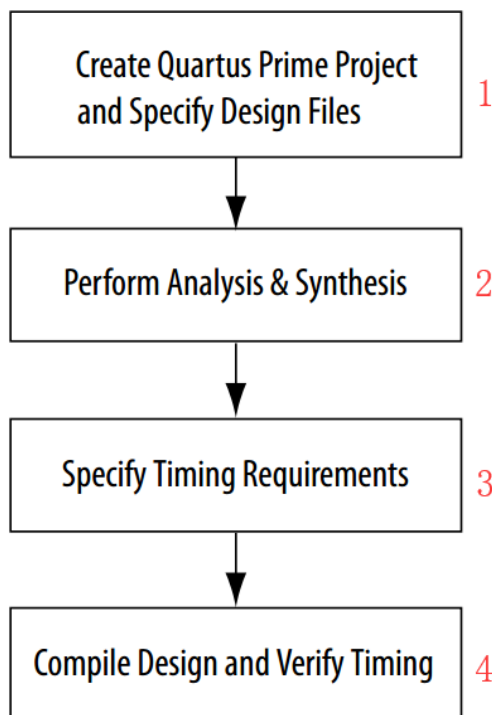 Create Quartus Prime Project
and Specify Design Files
1
Perform Analysis & Synthesis
2
Specify Timing Requirements
3
Compile Design and Verify Timing
4